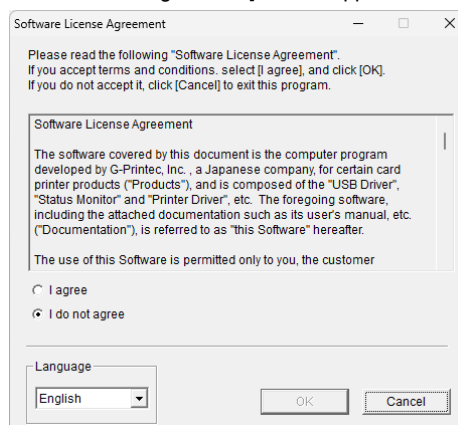 Software License Agreement
Please read the following "Software License Agreement".
If you accept terms and conditions. select [I agree], and click [OK].
If you do not accept it, click [Cancel] to exit this program.
Software License Agreement
The software covered by this document is the computer program
developed by G-Printec, Inc. , a Japanese company, for certain card
printer products ("Products"), and is composed of the "USB Driver",
"Status Monitor" and "Printer Driver", etc. The foregoing software,
including the attached documentation such as its user's manual, etc.
("Documentation"), is referred to as "this Software" hereafter.
The use of this Software is permitted only to you, the customer
I agree
I do not agree
Language
English
OK
Cancel